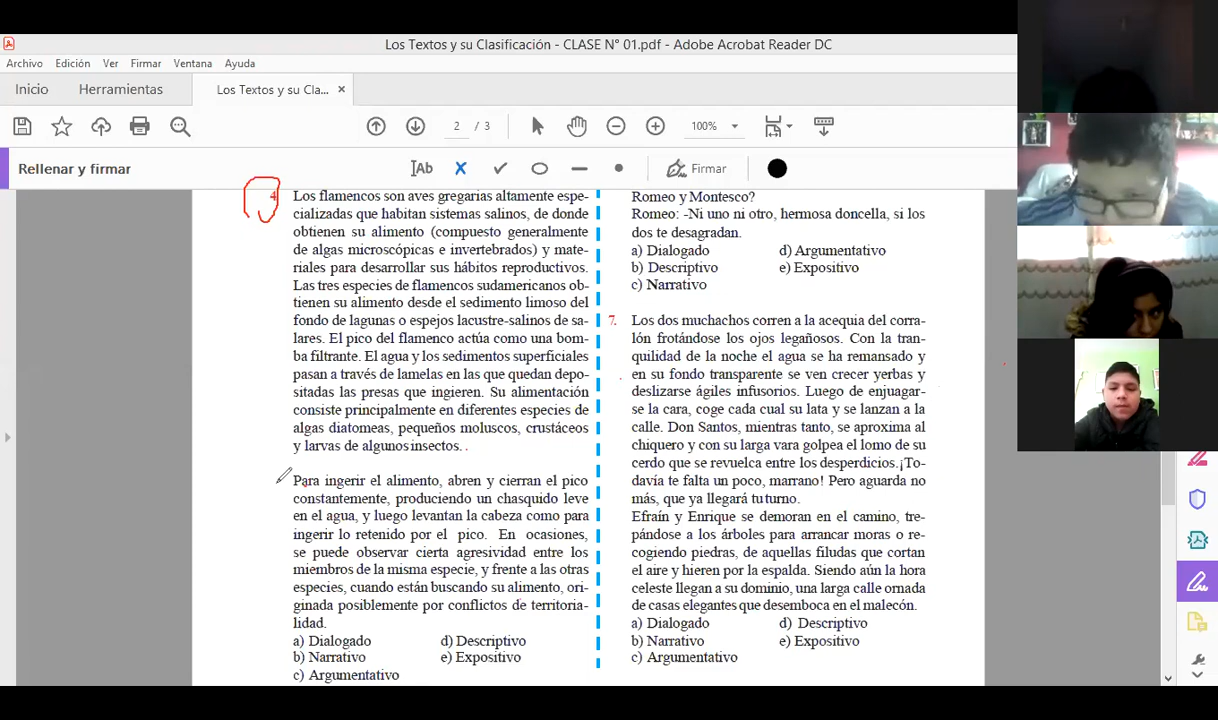 Los Textos y su Clasificación - CLASE N° 01.pdf - Adobe Acrobat Reader DC
Archivo Edición Ver Firmar Ventana Ayuda
Inicio Herramientas Los Textos y su Cla... ×
2 / 3 100%
Rellenar y firmar Ab Firmar
4
Los flamencos son aves gregarias altamente espe-
cializadas que habitan sistemas salinos, de donde
obtienen su alimento (compuesto generalmente
de algas microscópicas e invertebrados) y mate-
riales para desarrollar sus hábitos reproductivos.
Las tres especies de flamencos sudamericanos ob-
tienen su alimento desde el sedimento limoso del
fondo de lagunas o espejos lacustre-salinos de sa-
lares. El pico del flamenco actúa como una bom-
ba filtrante. El agua y los sedimentos superficiales
pasan a través de lamelas en las que quedan depo-
sitadas las presas que ingieren. Su alimentación
consiste principalmente en diferentes especies de
algas diatomeas, pequeños moluscos, crustáceos
y larvas de algunos insectos. .
Para ingerir el alimento, abren y cierran el pico
constantemente, produciendo un chasquido leve
en el agua, y luego levantan la cabeza como para
ingerir lo retenido por el pico. En ocasiones,
se puede observar cierta agresividad entre los
miembros de la misma especie, y frente a las otras
especies, cuando están buscando su alimento, ori-
ginada posiblemente por conflictos de territoria-
lidad.
a) Dialogado d) Descriptivo
b) Narrativo e) Expositivo
c) Argumentativo
Romeo y Montesco?
Romeo: -Ni uno ni otro, hermosa doncella, si los
dos te desagradan.
a) Dialogado d) Argumentativo
b) Descriptivo e) Expositivo
c) Narrativo
7. Los dos muchachos corren a la acequia del corra-
lón frotándose los ojos legañosos. Con la tran-
quilidad de la noche el agua se ha remansado y
en su fondo transparente se ven crecer yerbas y
deslizarse ágiles infusorios. Luego de enjuagar-
se la cara, coge cada cual su lata y se lanzan a la
calle. Don Santos, mientras tanto, se aproxima al
chiquero y con su larga vara golpea el lomo de su
cerdo que se revuelca entre los desperdicios.¡To-
davía te falta un poco, marrano! Pero aguarda no
más, que ya llegará tu turno.
Efraín y Enrique se demoran en el camino, tre-
pándose a los árboles para arrancar moras o re-
cogiendo piedras, de aquellas filudas que cortan
el aire y hieren por la espalda. Siendo aún la hora
celeste llegan a su dominio, una larga calle ornada
de casas elegantes que desemboca en el malecón.
a) Dialogado d) Descriptivo
b) Narrativo e) Expositivo
c) Argumentativo